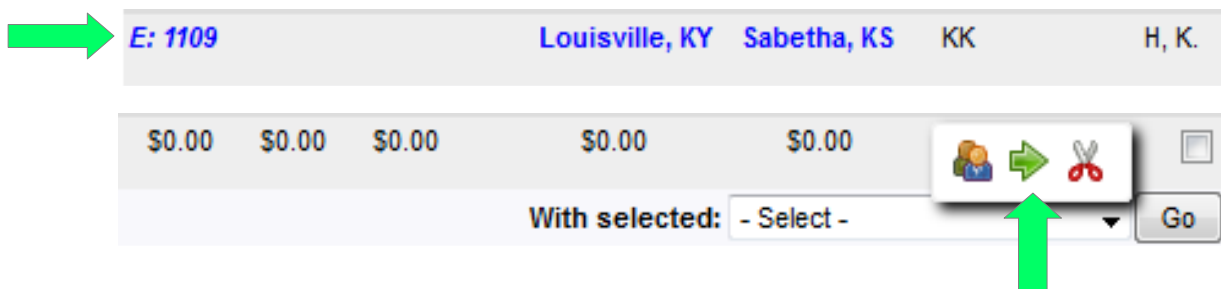 E: 1109 Louisville, KY Sabetha, KS KK H, K.
$0.00 $0.00 $0.00 $0.00 $0.00
With selected: - Select - Go